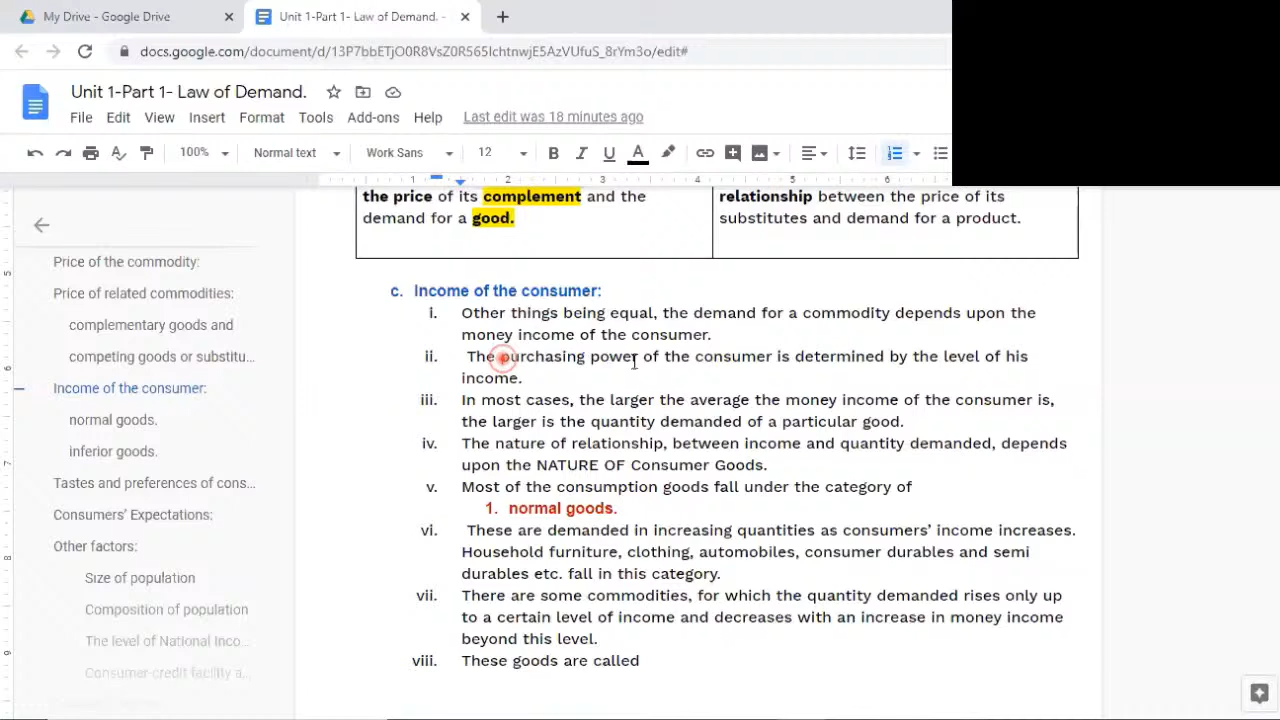 My Drive - Google Drive
Unit 1-Part 1- Law of Demand. -
docs.google.com/document/d/13P7bbETjO0R8VsZ0R565IchtnwjE5AzVUfuS_8rYm3o/edit#
Unit 1-Part 1- Law of Demand.
File Edit View Insert Format Tools Add-ons Help Last edit was 18 minutes ago
100% Normal text Work Sans 12 B I U A
1 2 3 4 5 6
Price of the commodity:
Price of related commodities:
complementary goods and
competing goods or substitu...
Income of the consumer:
normal goods.
inferior goods.
Tastes and preferences of cons...
Consumers' Expectations:
Other factors:
Size of population
Composition of population
The level of National Inco...
Consumer-credit facility a...
5
6
7
8
9
the price of its complement and the
demand for a good.
relationship between the price of its
substitutes and demand for a product.
c. Income of the consumer:
i. Other things being equal, the demand for a commodity depends upon the
money income of the consumer.
ii. The purchasing power of the consumer is determined by the level of his
income.
iii. In most cases, the larger the average the money income of the consumer is,
the larger is the quantity demanded of a particular good.
iv. The nature of relationship, between income and quantity demanded, depends
upon the NATURE OF Consumer Goods.
v. Most of the consumption goods fall under the category of
1. normal goods.
vi. These are demanded in increasing quantities as consumers’ income increases.
Household furniture, clothing, automobiles, consumer durables and semi
durables etc. fall in this category.
vii. There are some commodities, for which the quantity demanded rises only up
to a certain level of income and decreases with an increase in money income
beyond this level.
viii. These goods are called